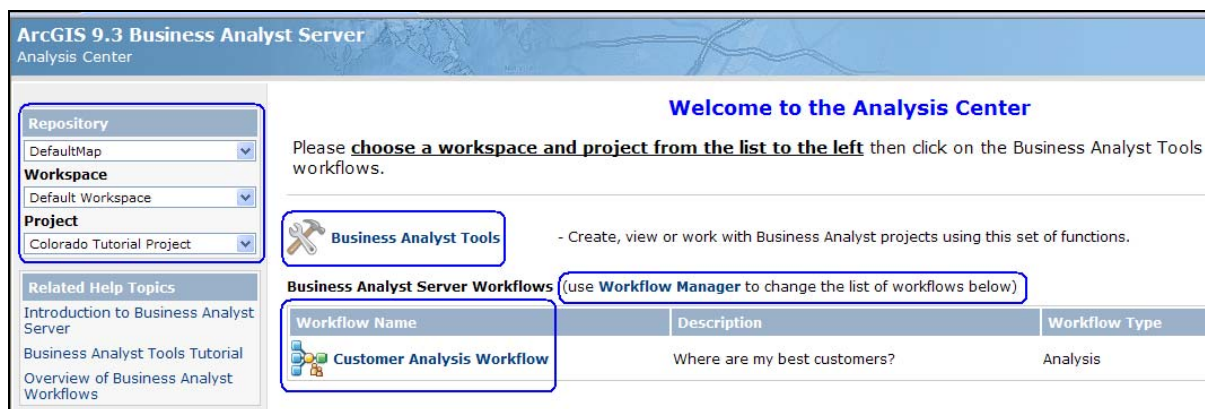 ArcGIS 9.3 Business Analyst Server
Analysis Center
Repository
DefaultMap
Workspace
Default Workspace
Project
Colorado Tutorial Project
Related Help Topics
Introduction to Business Analyst
Server
Business Analyst Tools Tutorial
Overview of Business Analyst
Workflows
Welcome to the Analysis Center
Please choose a workspace and project from the list to the left then click on the Business Analyst Tools
workflows.
Business Analyst Tools - Create, view or work with Business Analyst projects using this set of functions.
Business Analyst Server Workflows (use Workflow Manager to change the list of workflows below)
Workflow Name Description Workflow Type
Customer Analysis Workflow Where are my best customers? Analysis